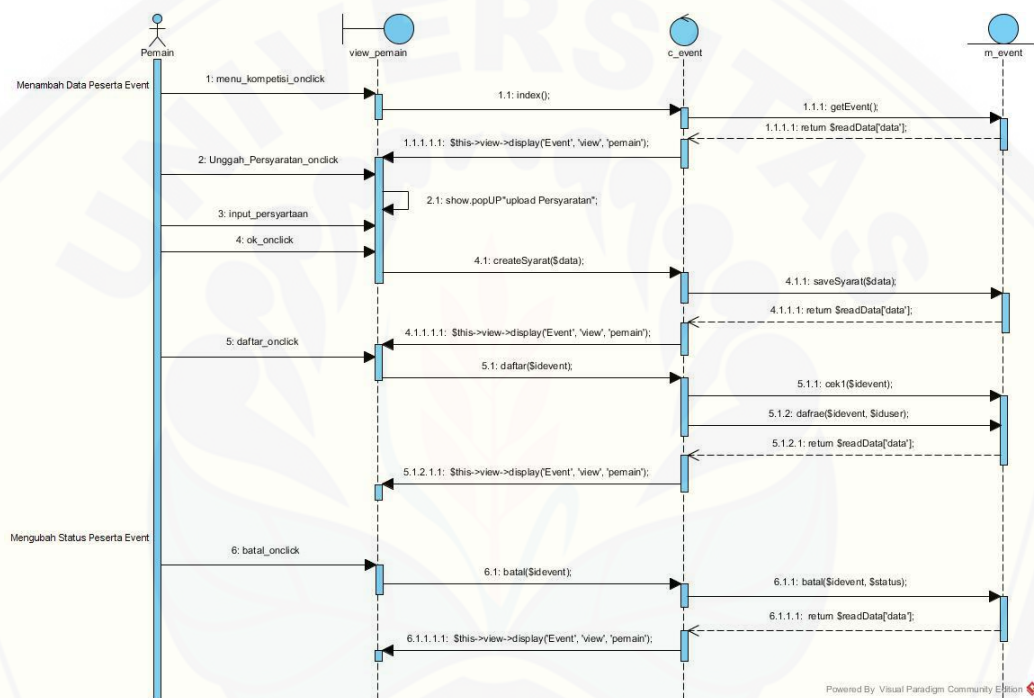 UNIVERSITAS
Pemain
view_pemain
c_event
m_event
Menambah Data Peserta Event
1: menu_kompetisi_onclick
1.1: index();
1.1.1: getEvent();
1.1.1.1: return $readData['data'];
1.1.1.1.1: $this->view->display('Event', 'view', 'pemain');
2: Unggah_Persyaratan_onclick
2.1: show.popUP"upload Persyaratan";
3: input_persyartaan
4: ok_onclick
4.1: createSyarat($data);
4.1.1: saveSyarat($data);
4.1.1.1: return $readData['data'];
4.1.1.1.1: $this->view->display('Event', 'view', 'pemain');
5: daftar_onclick
5.1: daftar($idevent);
5.1.1: cek1($idevent);
5.1.2: dafrae($idevent, $iduser);
5.1.2.1: return $readData['data'];
5.1.2.1.1: $this->view->display('Event', 'view', 'pemain');
Mengubah Status Peserta Event
6: batal_onclick
6.1: batal($idevent);
6.1.1: batal($idevent, $status);
6.1.1.1: return $readData['data'];
6.1.1.1.1: $this->view->display('Event', 'view', 'pemain');
Powered By Visual Paradigm Community Edition